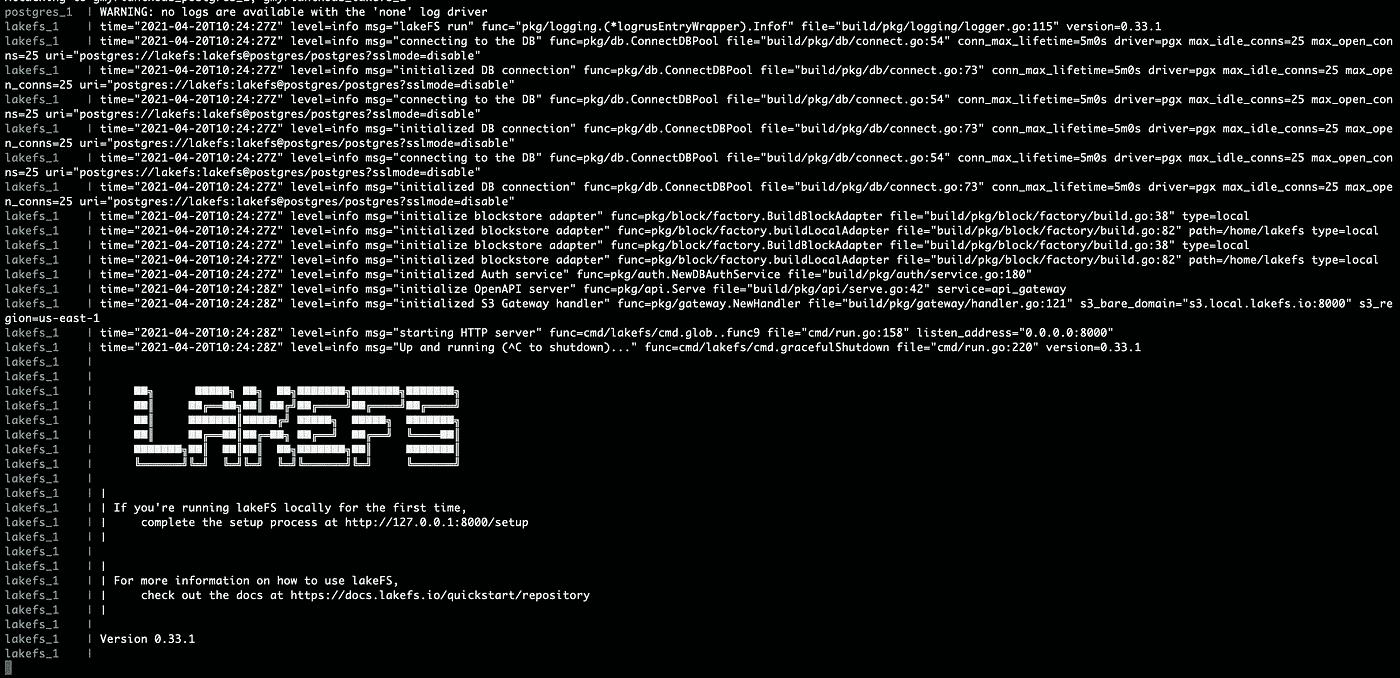 postgres_1 | WARNING: no logs are available with the 'none' log driver
lakefs_1 | time="2021-04-20T10:24:27Z" level=info msg="lakeFS run" func="pkg/logging.(*logrusEntryWrapper).Infof" file="build/pkg/logging/logger.go:115" version=0.33.1
lakefs_1 | time="2021-04-20T10:24:27Z" level=info msg="connecting to the DB" func=pkg/db.ConnectDBPool file="build/pkg/db/connect.go:54" conn_max_lifetime=5m0s driver=pgx max_idle_conns=25 max_open_con
ns=25 uri="postgres://lakefs:lakefs@postgres/postgres?sslmode=disable"
lakefs_1 | time="2021-04-20T10:24:27Z" level=info msg="initialized DB connection" func=pkg/db.ConnectDBPool file="build/pkg/db/connect.go:73" conn_max_lifetime=5m0s driver=pgx max_idle_conns=25 max_ope
n_conns=25 uri="postgres://lakefs:lakefs@postgres/postgres?sslmode=disable"
lakefs_1 | time="2021-04-20T10:24:27Z" level=info msg="connecting to the DB" func=pkg/db.ConnectDBPool file="build/pkg/db/connect.go:54" conn_max_lifetime=5m0s driver=pgx max_idle_conns=25 max_open_con
ns=25 uri="postgres://lakefs:lakefs@postgres/postgres?sslmode=disable"
lakefs_1 | time="2021-04-20T10:24:27Z" level=info msg="initialized DB connection" func=pkg/db.ConnectDBPool file="build/pkg/db/connect.go:73" conn_max_lifetime=5m0s driver=pgx max_idle_conns=25 max_ope
n_conns=25 uri="postgres://lakefs:lakefs@postgres/postgres?sslmode=disable"
lakefs_1 | time="2021-04-20T10:24:27Z" level=info msg="connecting to the DB" func=pkg/db.ConnectDBPool file="build/pkg/db/connect.go:54" conn_max_lifetime=5m0s driver=pgx max_idle_conns=25 max_open_con
ns=25 uri="postgres://lakefs:lakefs@postgres/postgres?sslmode=disable"
lakefs_1 | time="2021-04-20T10:24:27Z" level=info msg="initialized DB connection" func=pkg/db.ConnectDBPool file="build/pkg/db/connect.go:73" conn_max_lifetime=5m0s driver=pgx max_idle_conns=25 max_ope
n_conns=25 uri="postgres://lakefs:lakefs@postgres/postgres?sslmode=disable"
lakefs_1 | time="2021-04-20T10:24:27Z" level=info msg="initialize blockstore adapter" func=pkg/block/factory.BuildBlockAdapter file="build/pkg/block/factory/build.go:38" type=local
lakefs_1 | time="2021-04-20T10:24:27Z" level=info msg="initialized blockstore adapter" func=pkg/block/factory.buildLocalAdapter file="build/pkg/block/factory/build.go:82" path=/home/lakefs type=local
lakefs_1 | time="2021-04-20T10:24:27Z" level=info msg="initialize blockstore adapter" func=pkg/block/factory.BuildBlockAdapter file="build/pkg/block/factory/build.go:38" type=local
lakefs_1 | time="2021-04-20T10:24:27Z" level=info msg="initialized blockstore adapter" func=pkg/block/factory.buildLocalAdapter file="build/pkg/block/factory/build.go:82" path=/home/lakefs type=local
lakefs_1 | time="2021-04-20T10:24:27Z" level=info msg="initialized Auth service" func=pkg/auth.NewDBAuthService file="build/pkg/auth/service.go:180"
lakefs_1 | time="2021-04-20T10:24:28Z" level=info msg="initialize OpenAPI server" func=pkg/api.Serve file="build/pkg/api/serve.go:42" service=api_gateway
lakefs_1 | time="2021-04-20T10:24:28Z" level=info msg="initialized S3 Gateway handler" func=pkg/gateway.NewHandler file="build/pkg/gateway/handler.go:121" s3_bare_domain="s3.local.lakefs.io:8000" s3_re
gion=us-east-1
lakefs_1 | time="2021-04-20T10:24:28Z" level=info msg="starting HTTP server" func=cmd/lakefs/cmd.glob..func9 file="cmd/run.go:158" listen_address="0.0.0.0:8000"
lakefs_1 | time="2021-04-20T10:24:28Z" level=info msg="Up and running (^C to shutdown)..." func=cmd/lakefs/cmd.gracefulShutdown file="cmd/run.go:220" version=0.33.1
lakefs_1 |
lakefs_1 |
lakefs_1 |
lakefs_1 |
lakefs_1 | LAKEFS
lakefs_1 |
lakefs_1 |
lakefs_1 |
lakefs_1 |
lakefs_1 | |
lakefs_1 | | If you're running lakeFS locally for the first time,
lakefs_1 | | complete the setup process at http://127.0.0.1:8000/setup
lakefs_1 | |
lakefs_1 |
lakefs_1 | |
lakefs_1 | | For more information on how to use lakeFS,
lakefs_1 | | check out the docs at https://docs.lakefs.io/quickstart/repository
lakefs_1 | |
lakefs_1 |
lakefs_1 | Version 0.33.1
lakefs_1 |